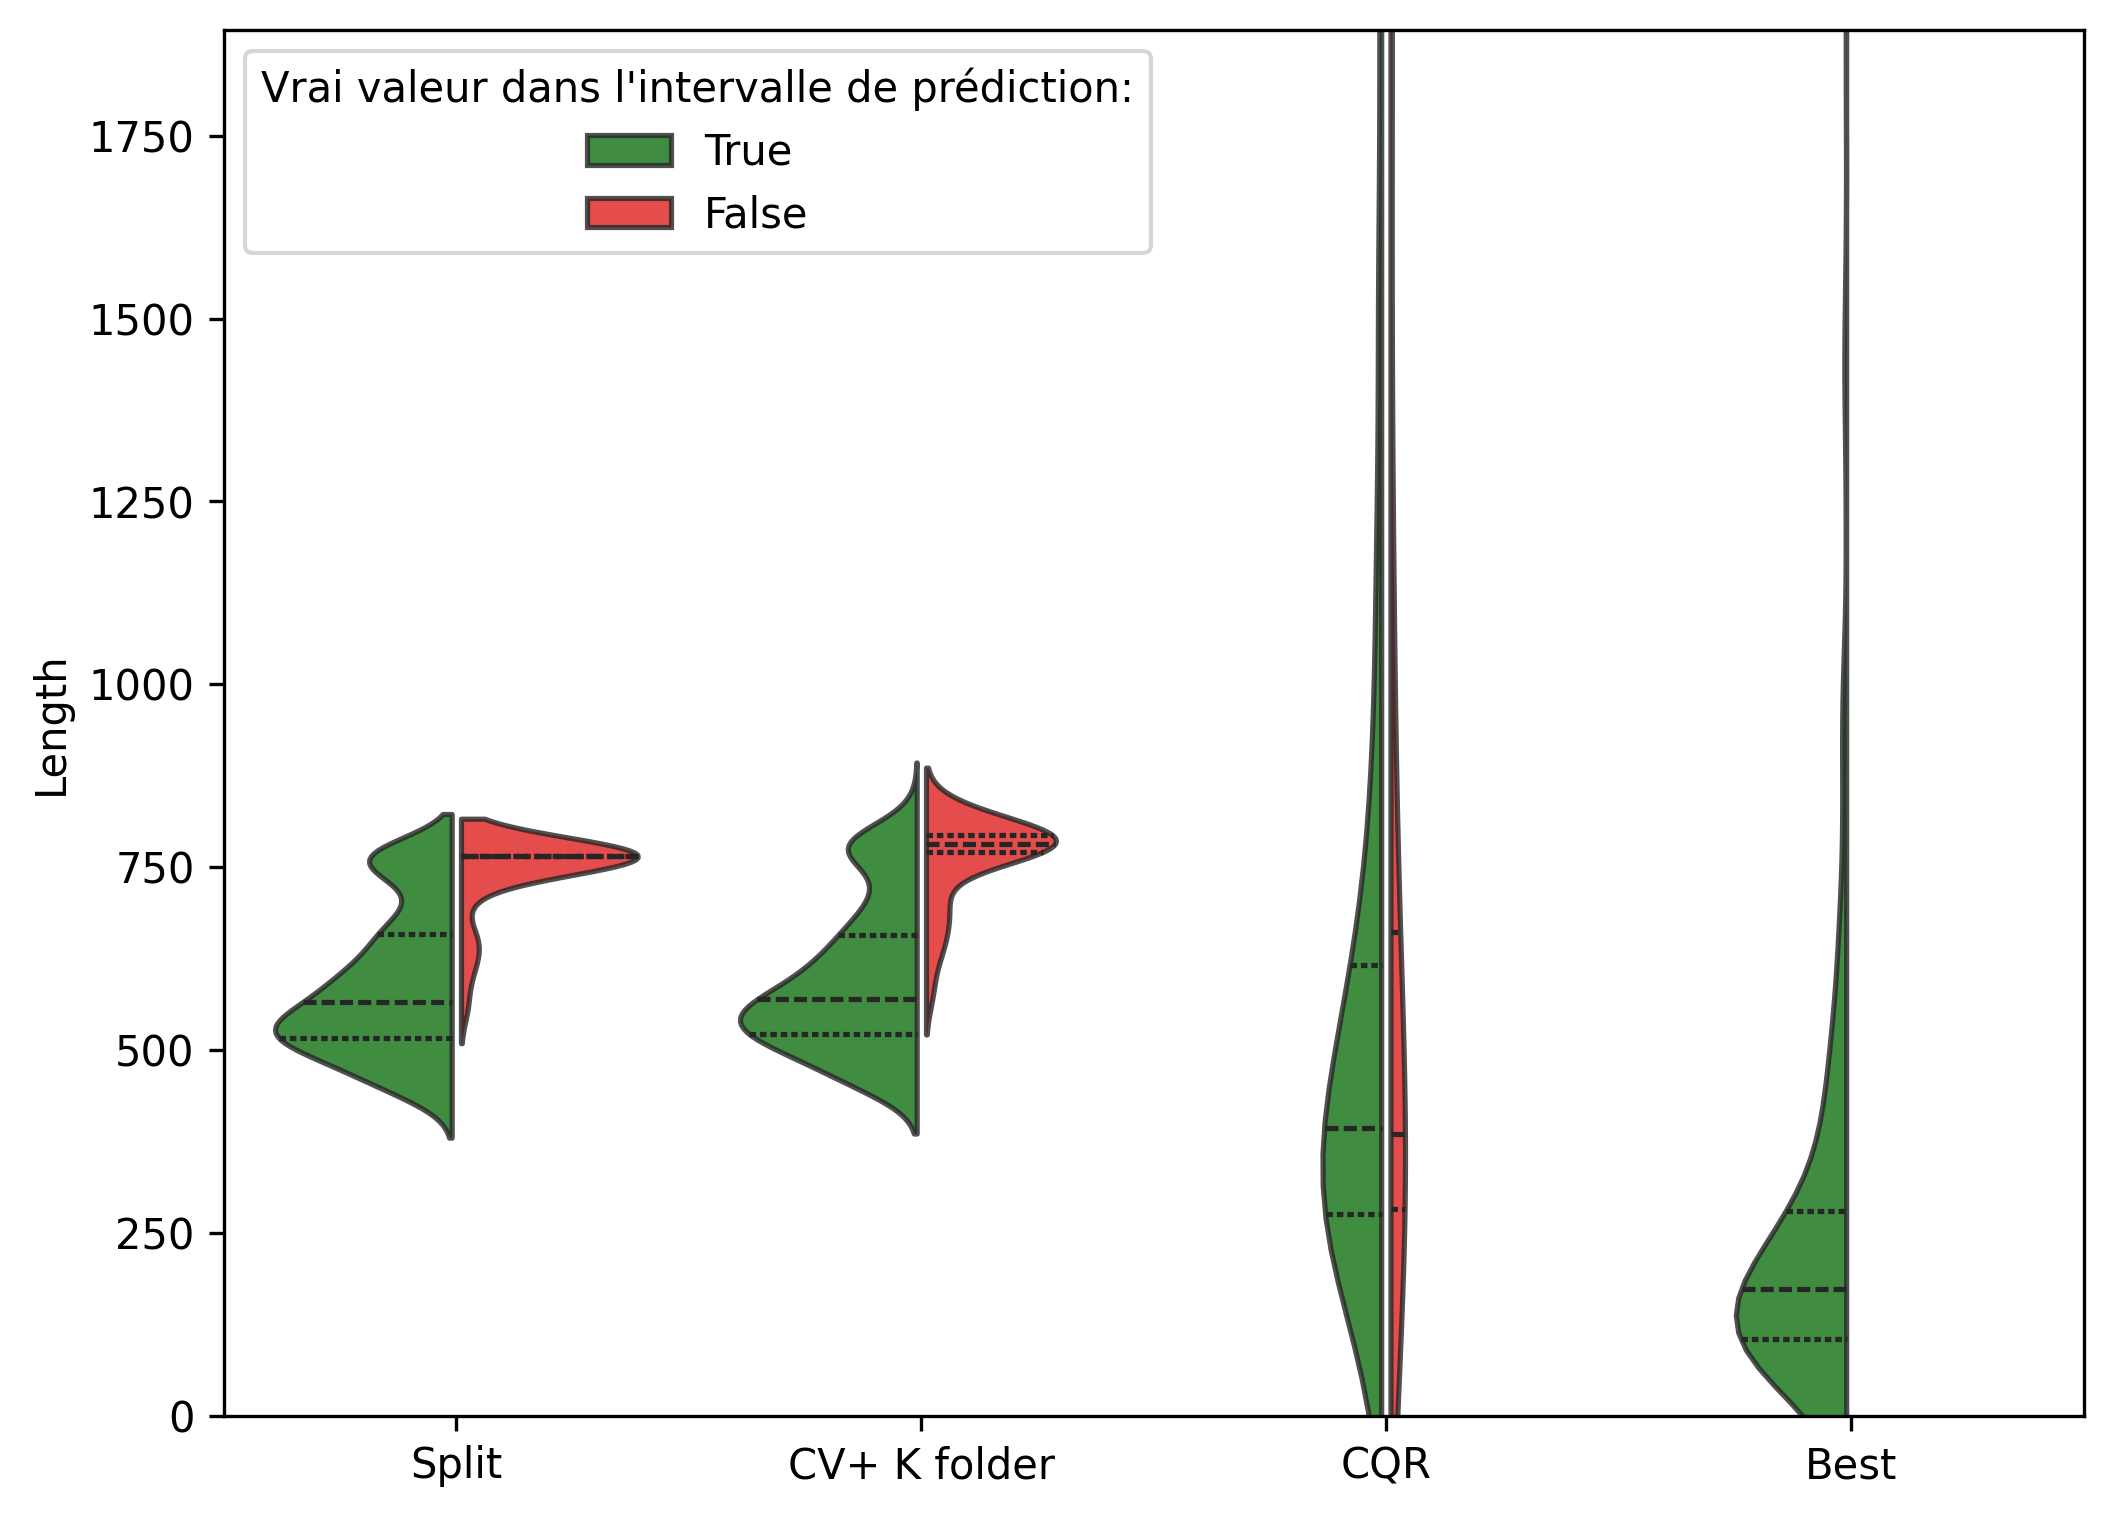 Vrai valeur dans l'intervalle de prédiction:
True
False
1750
1500
1250
1000
750
500
250
0
Length
Split
CV+ K folder
CQR
Best